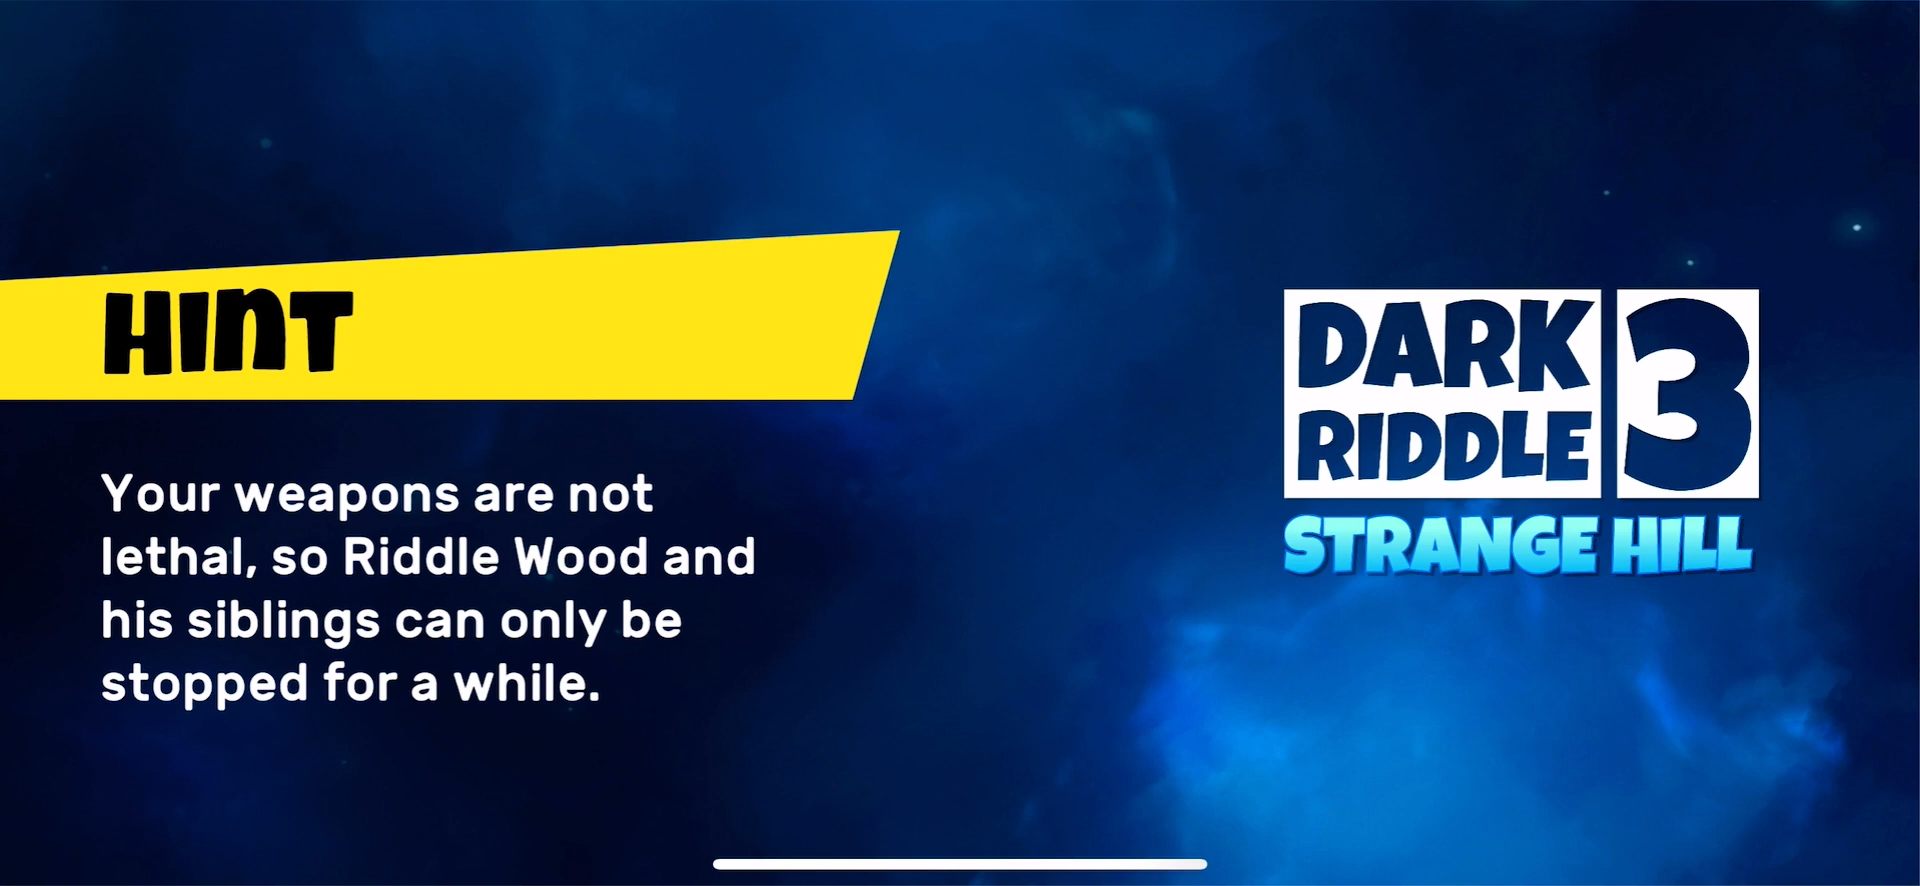 HInT
Your weapons are not
lethal, so Riddle Wood and
his siblings can only be
stopped for a while.
DARK
RIDDLE
3
STRANGE HILL